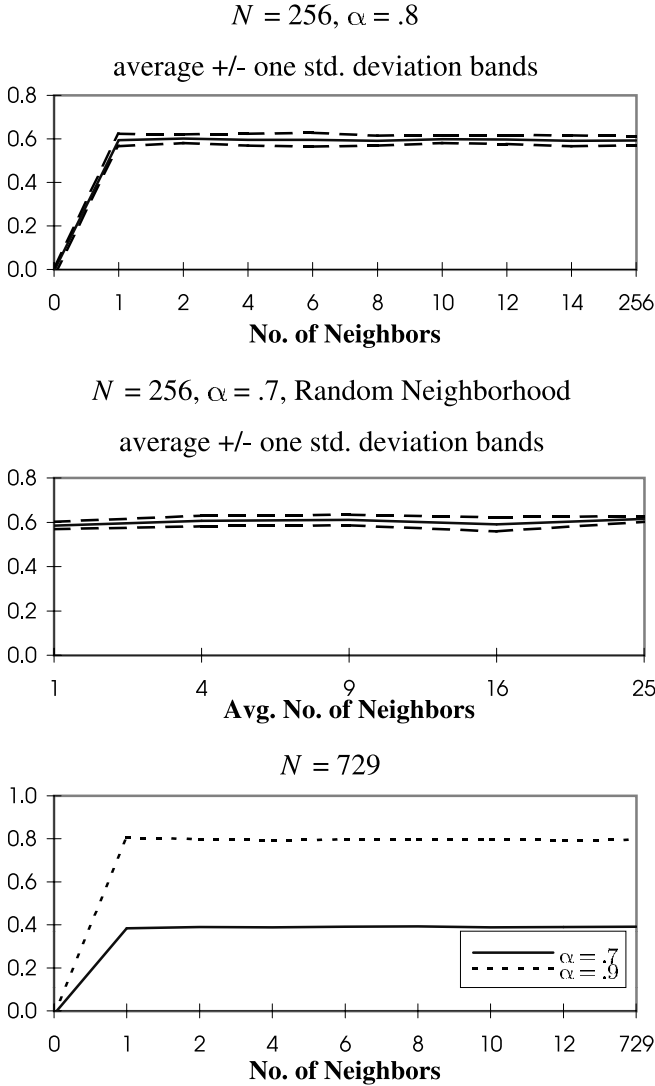 N = 256, α = .8
average +/- one std. deviation bands
0.8
0.6
0.4
0.2
0.0
0 1 2 4 6 8 10 12 14 256
No. of Neighbors
N = 256, α = .7, Random Neighborhood
average +/- one std. deviation bands
0.8
0.6
0.4
0.2
0.0
1 4 9 16 25
Avg. No. of Neighbors
N = 729
1.0
0.8
0.6
0.4
0.2
0.0
α = .7
α = .9
0 1 2 4 6 8 10 12 729
No. of Neighbors